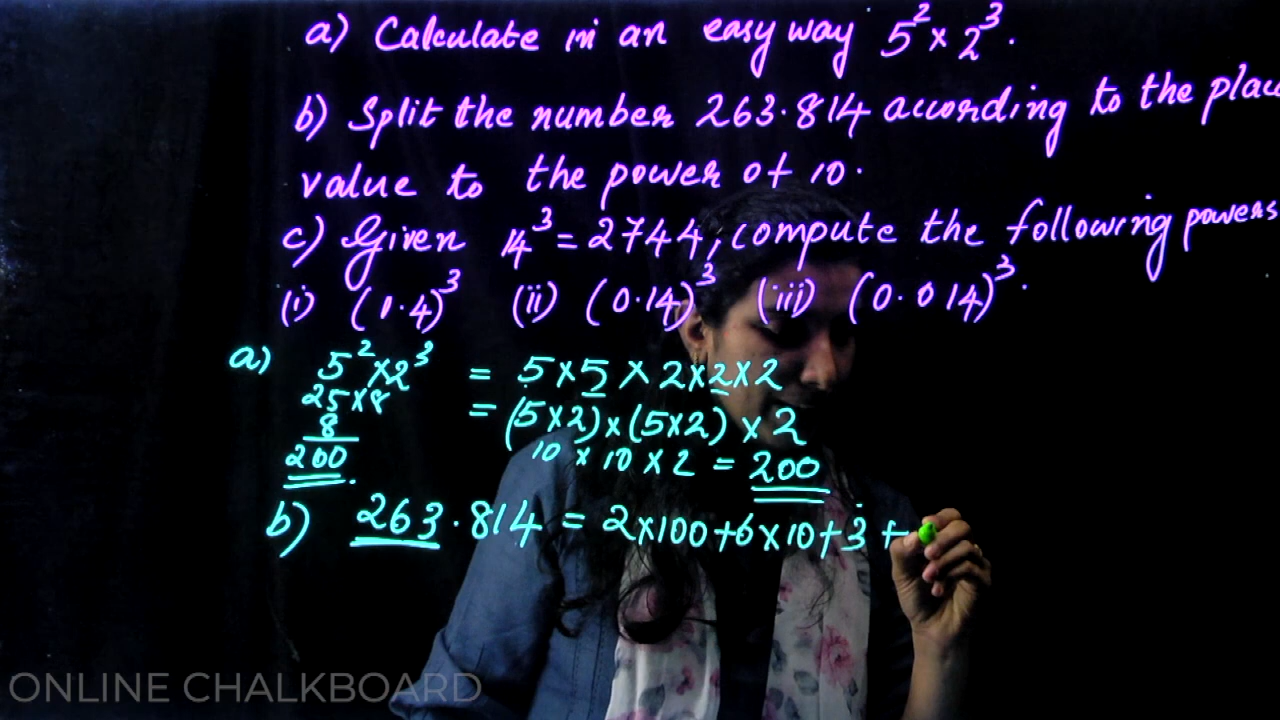 a) Calculate in an easy way 5² × 2³.
b) Split the number 263.814 according to the
value to the power of 10.
c) Given 14³ = 2744, compute the following powers
(i) (1.4)³ (ii) (0.14)³ (iii) (0.014)³.
a) 5² × 2³ = 5 × 5 × 2 × 2 × 2
25 × 8 = (5 × 2) × (5 × 2) × 2
8
200. 10 × 10 × 2 = 200
b) 263.814 = 2 × 100 + 6 × 10 + 3 +
ONLINE CHALKBOARD